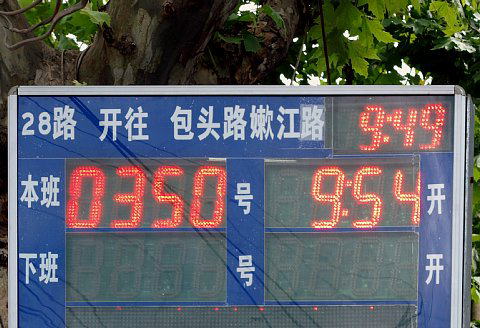 28路 开往 包头路嫩江路 9:49
本班 0350 号 9:54 开
下班 号 开